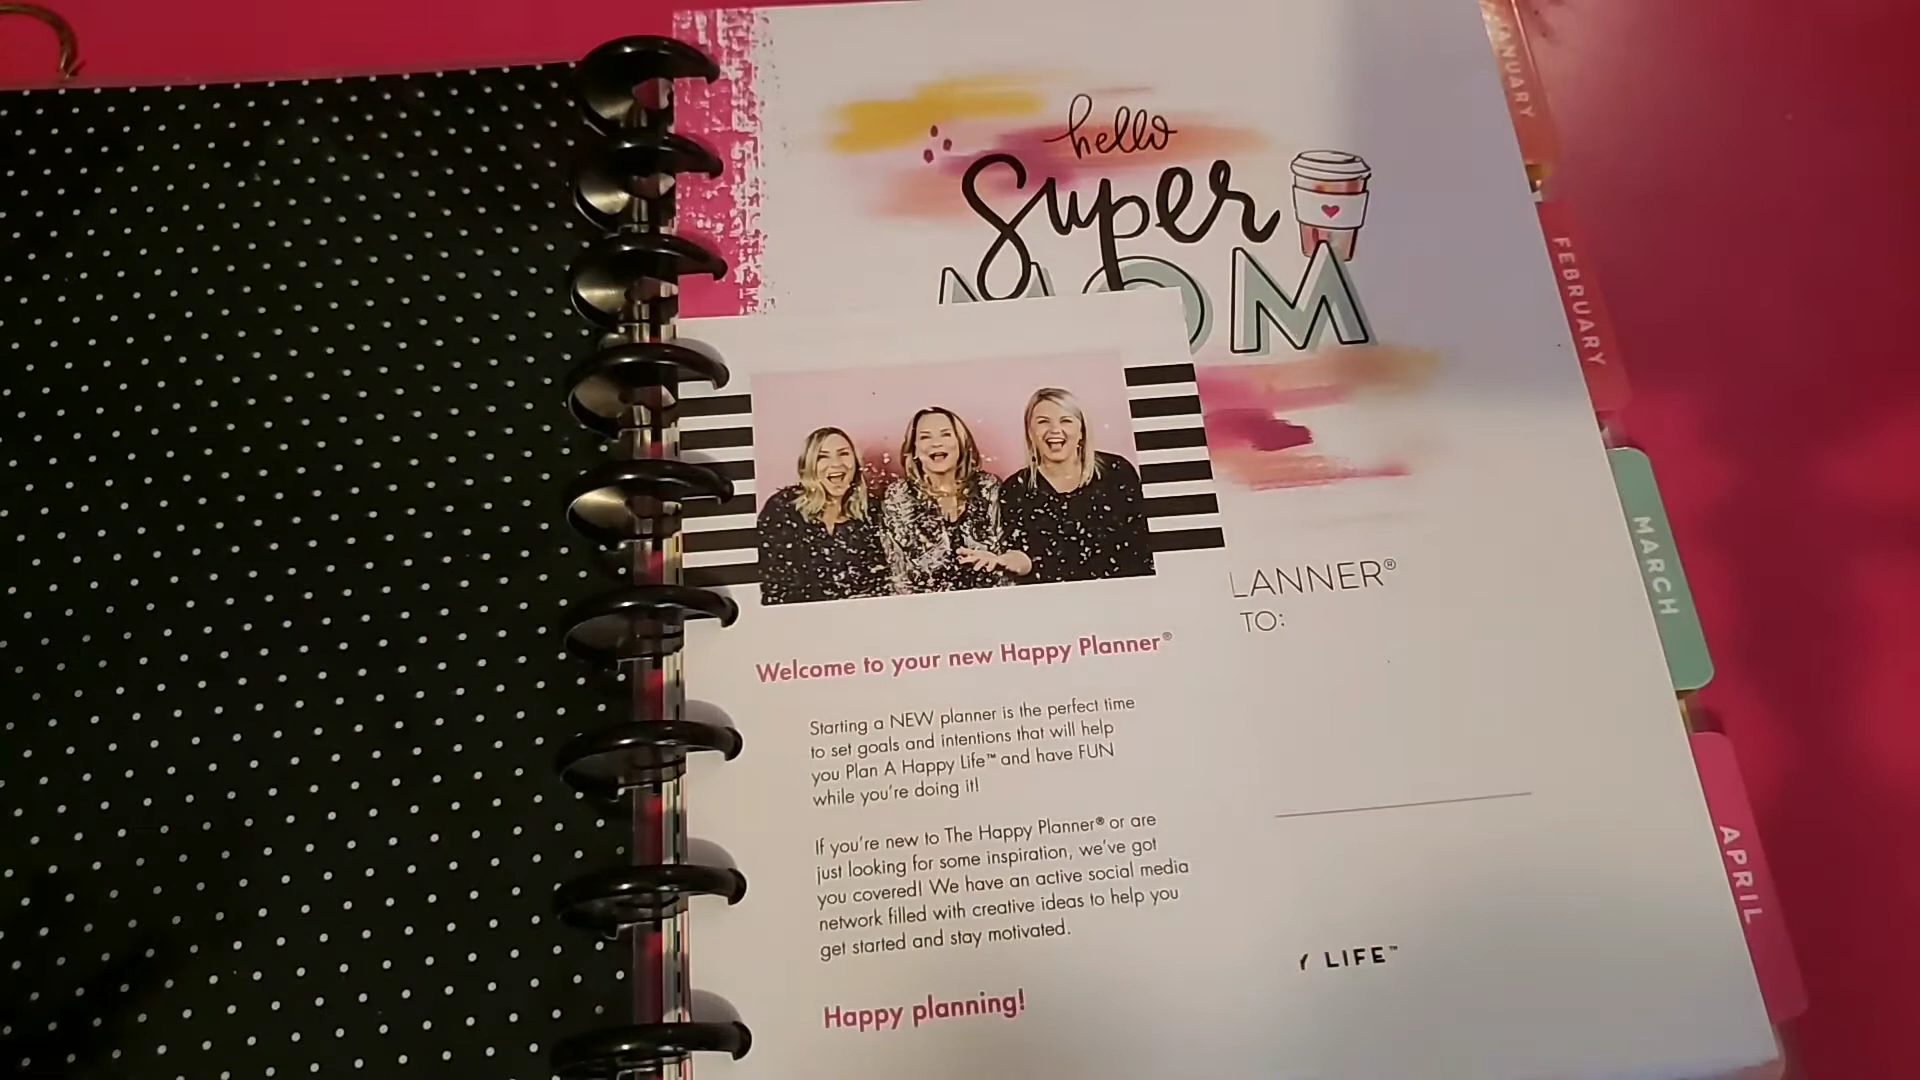 hello
Super
MOM
LANNER®
TO:
Welcome to your new Happy Planner®
Starting a NEW planner is the perfect time
to set goals and intentions that will help
you Plan A Happy Life™ and have FUN
while you're doing it!
If you're new to The Happy Planner® or are
just looking for some inspiration, we've got
you covered! We have an active social media
network filled with creative ideas to help you
get started and stay motivated.
Happy planning!
LIFE™
JANUARY
FEBRUARY
MARCH
APRIL